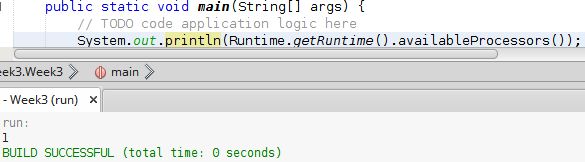 public static void main(String[] args) {
// TODO code application logic here
System.out.println(Runtime.getRuntime().availableProcessors());
eek3.Week3 main
- Week3 (run) x
run:
1
BUILD SUCCESSFUL (total time: 0 seconds)